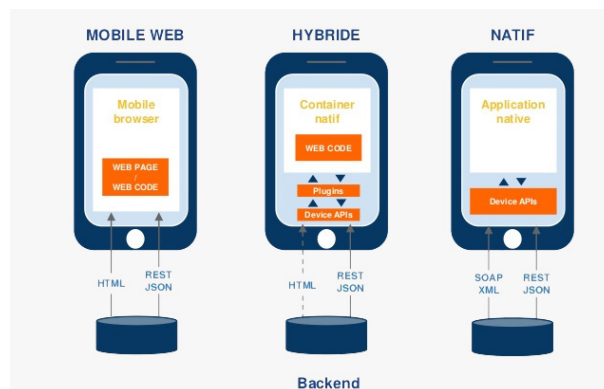 MOBILE WEB
HYBRIDE
NATIF
Mobile
browser
WEB PAGE
/
WEB CODE
Container
natif
WEB CODE
Plugins
Device APIs
Application
native
Device APIs
HTML
REST
JSON
HTML
REST
JSON
SOAP
XML
REST
JSON
Backend